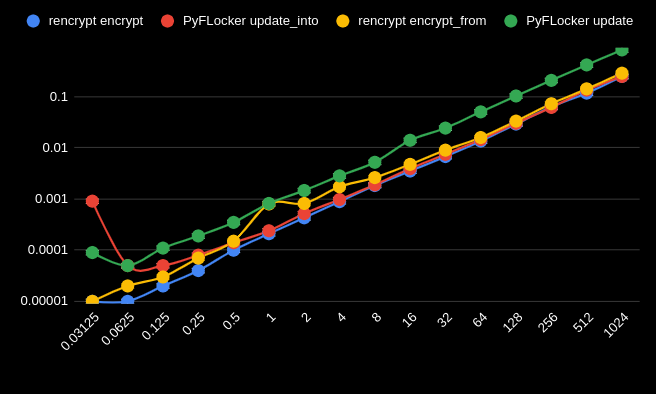 rencrypt encrypt PyFLocker update_into rencrypt encrypt_from PyFLocker update
0.1
0.01
0.001
0.0001
0.00001
0.03125 0.0625 0.125 0.25 0.5 1 2 4 8 16 32 64 128 256 512 1024